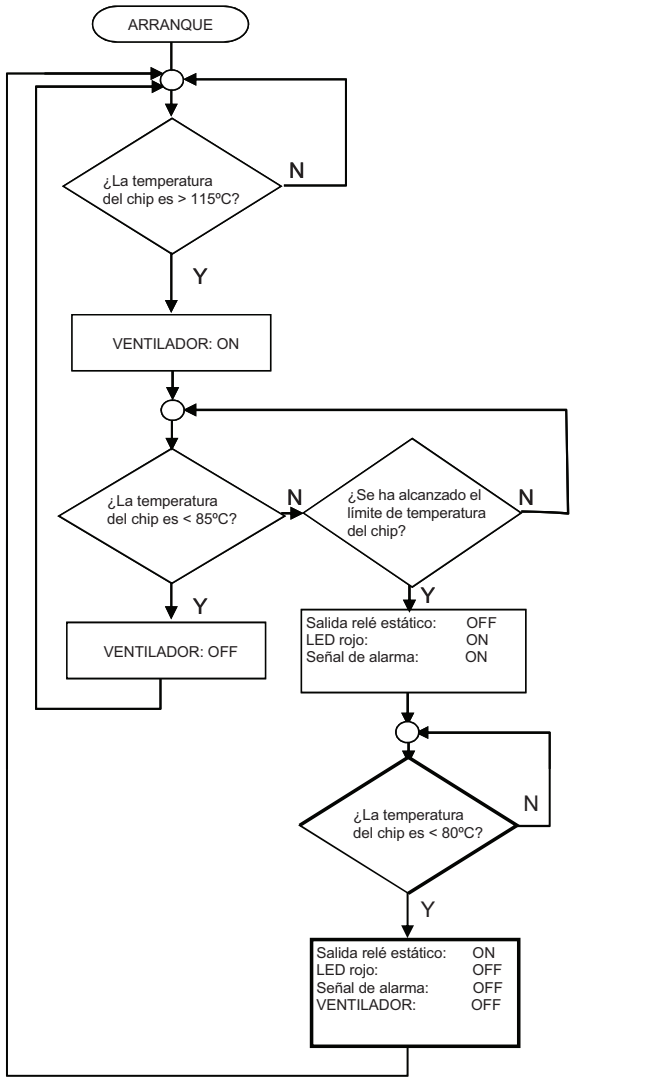 ARRANQUE
¿La temperatura
del chip es > 115ºC?
N
Y
VENTILADOR: ON
¿La temperatura
del chip es < 85ºC?
N
¿Se ha alcanzado el
límite de temperatura
del chip?
N
Y
VENTILADOR: OFF
Y
Salida relé estático: OFF
LED rojo: ON
Señal de alarma: ON
¿La temperatura
del chip es < 80ºC?
N
Y
Salida relé estático: ON
LED rojo: OFF
Señal de alarma: OFF
VENTILADOR: OFF